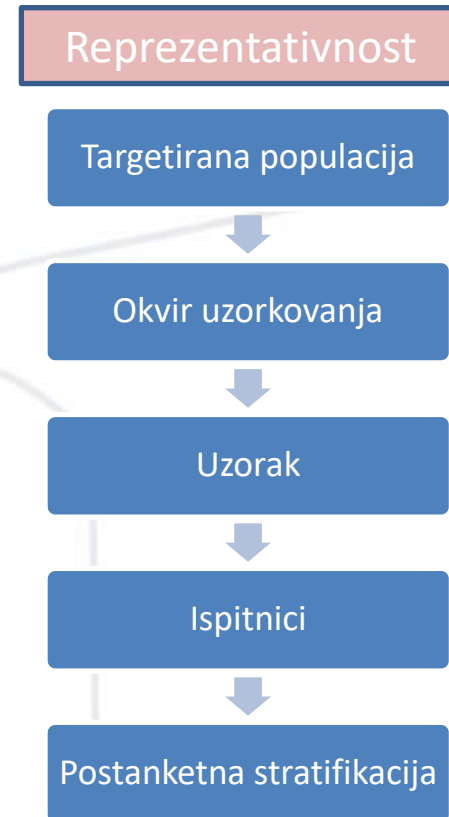 Reprezentativnost
Targetirana populacija
Okvir uzorkovanja
Uzorak
Ispitnici
Postanketna stratifikacija